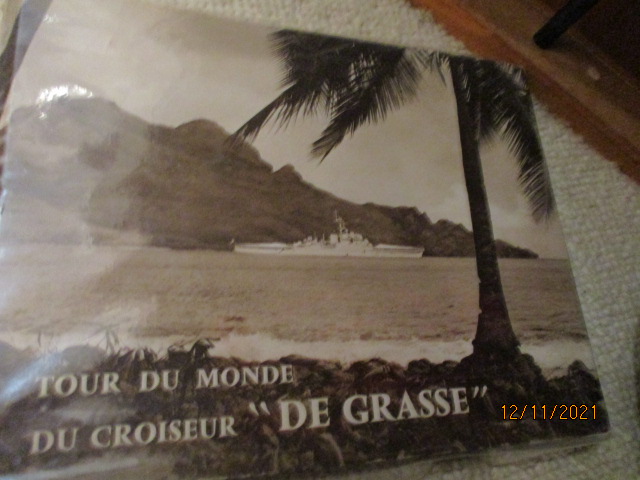 TOUR DU MONDE
DU CROISEUR "DE GRASSE"
12/11/2021